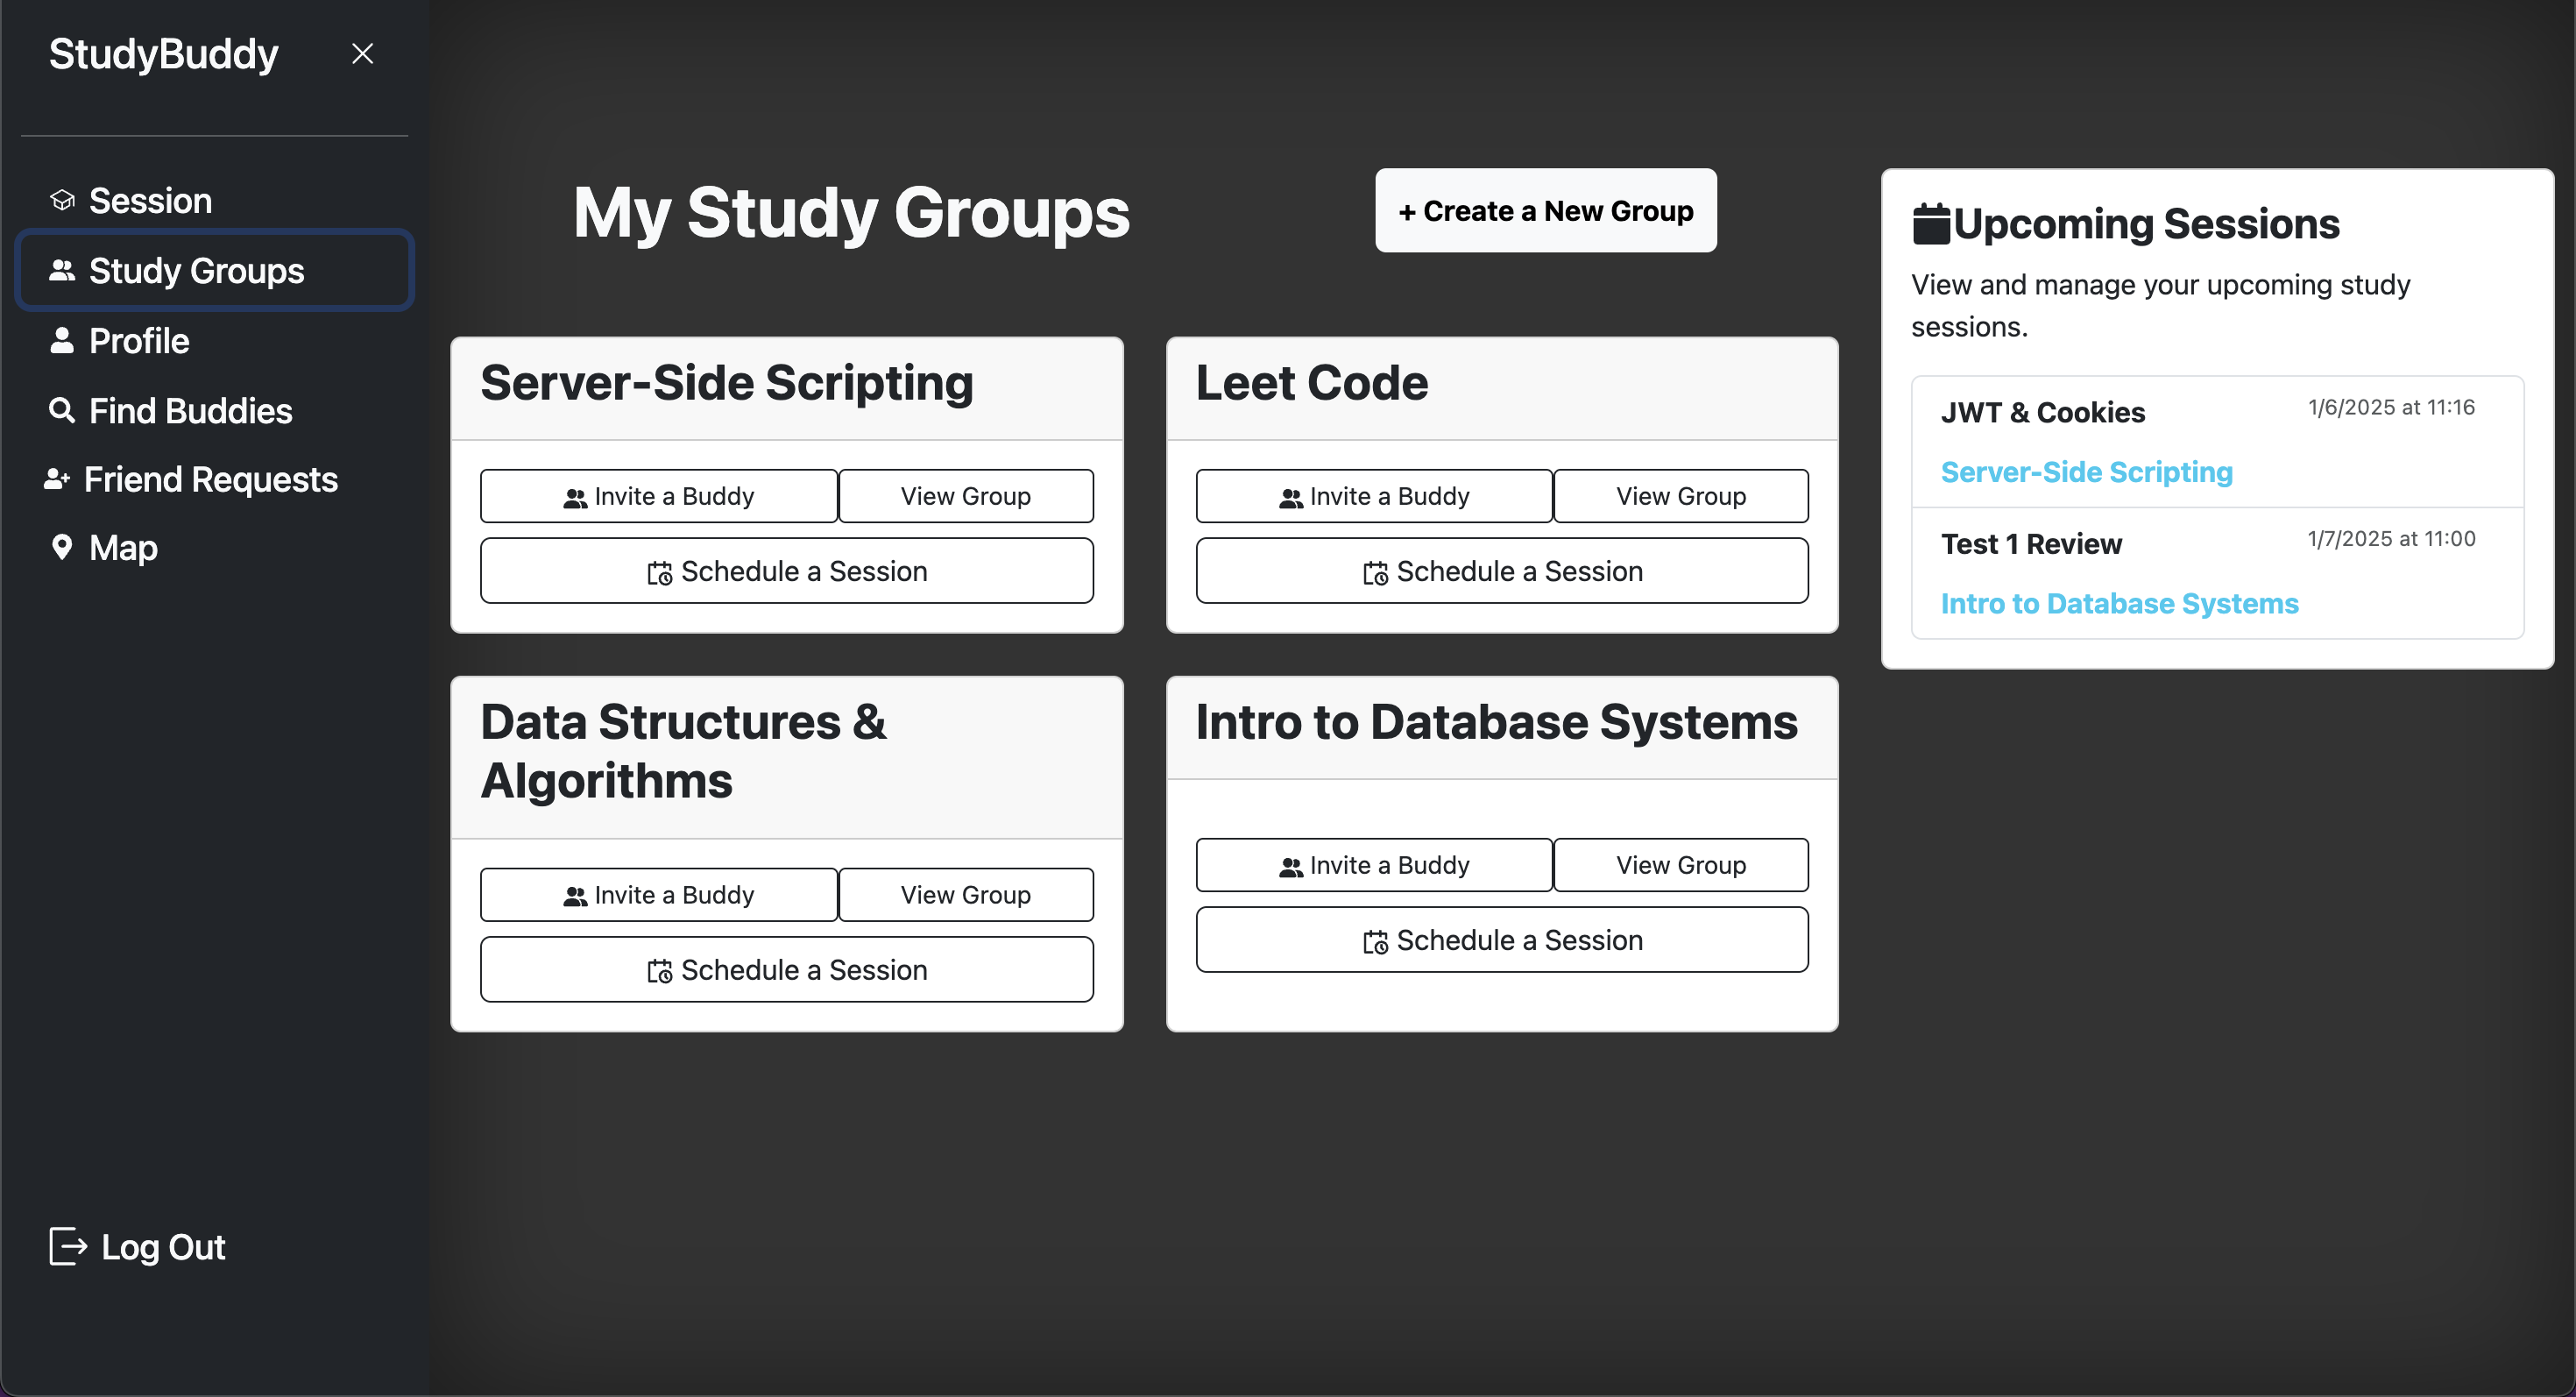 StudyBuddy
Session
Study Groups
Profile
Find Buddies
Friend Requests
Map
Log Out
My Study Groups
+ Create a New Group
Server-Side Scripting
Invite a Buddy
View Group
Schedule a Session
Leet Code
Invite a Buddy
View Group
Schedule a Session
Data Structures &
Algorithms
Invite a Buddy
View Group
Schedule a Session
Intro to Database Systems
Invite a Buddy
View Group
Schedule a Session
Upcoming Sessions
View and manage your upcoming study
sessions.
JWT & Cookies
1/6/2025 at 11:16
Server-Side Scripting
Test 1 Review
1/7/2025 at 11:00
Intro to Database Systems